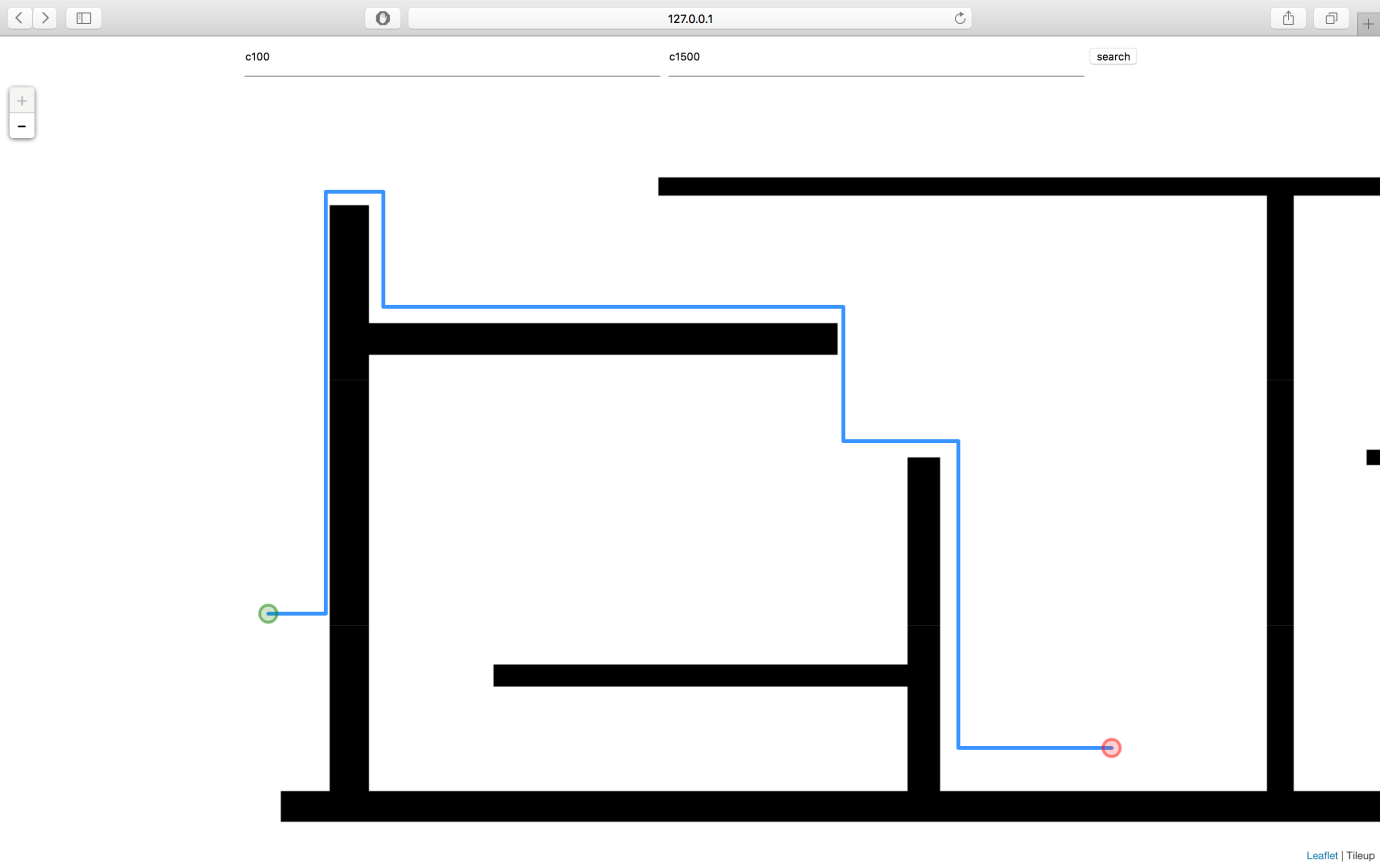 127.0.0.1
c100 c1500 search
+
−
Leaflet | Tileup